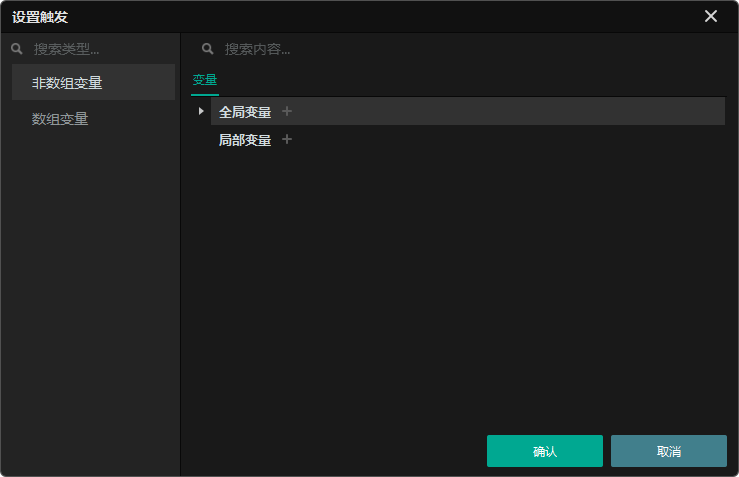 设置触发
搜索类型...
搜索内容...
非数组变量
数组变量
变量
全局变量
局部变量
确认
取消